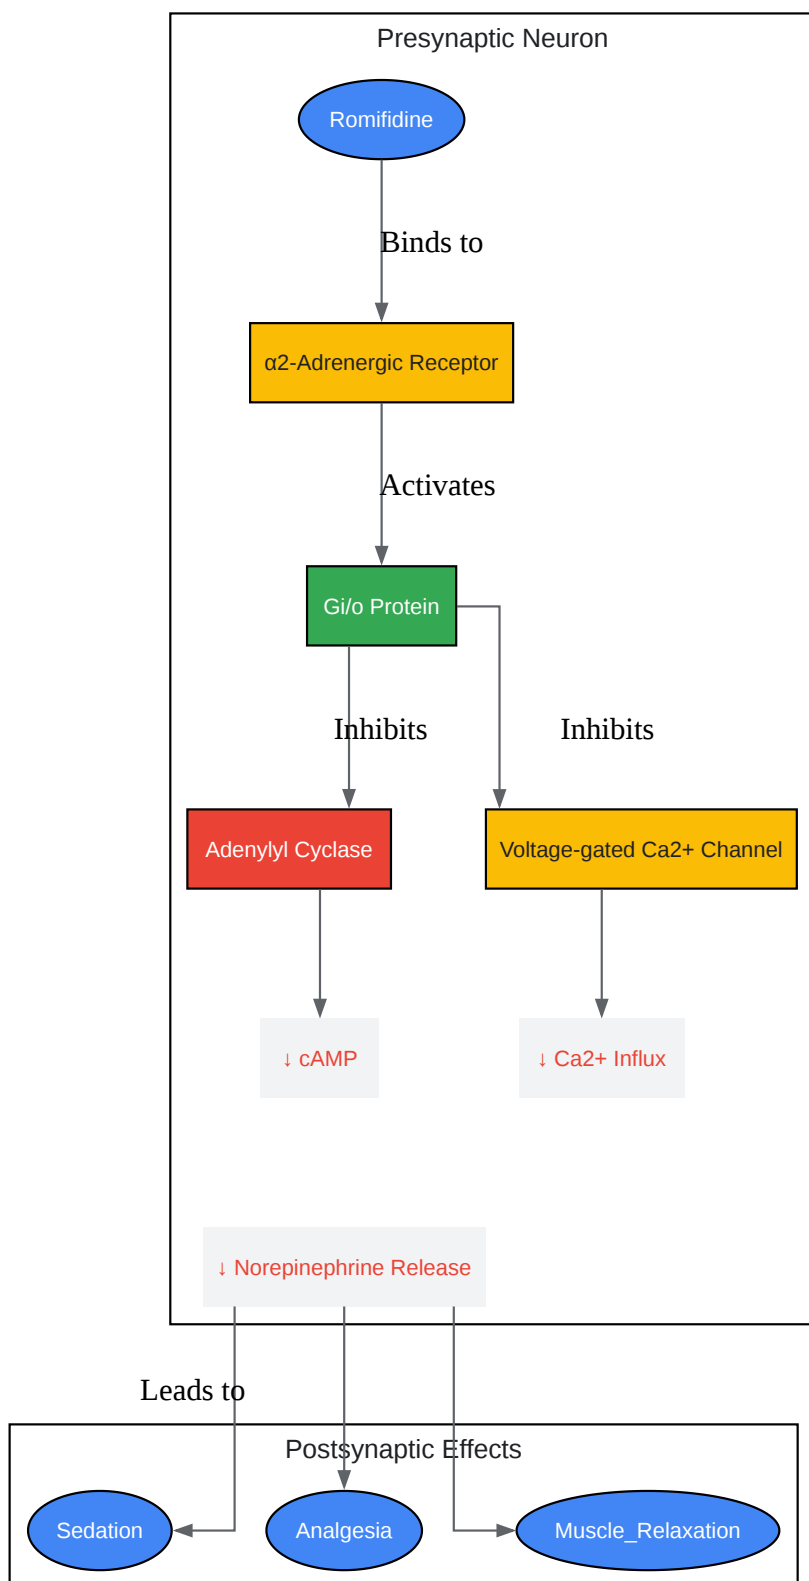 Presynaptic Neuron
Romifidine
Binds to
α2-Adrenergic Receptor
Activates
Gi/o Protein
Inhibits
Inhibits
Adenylyl Cyclase
Voltage-gated Ca2+ Channel
↓ cAMP
↓ Ca2+ Influx
↓ Norepinephrine Release
Leads to
Postsynaptic Effects
Sedation
Analgesia
Muscle_Relaxation